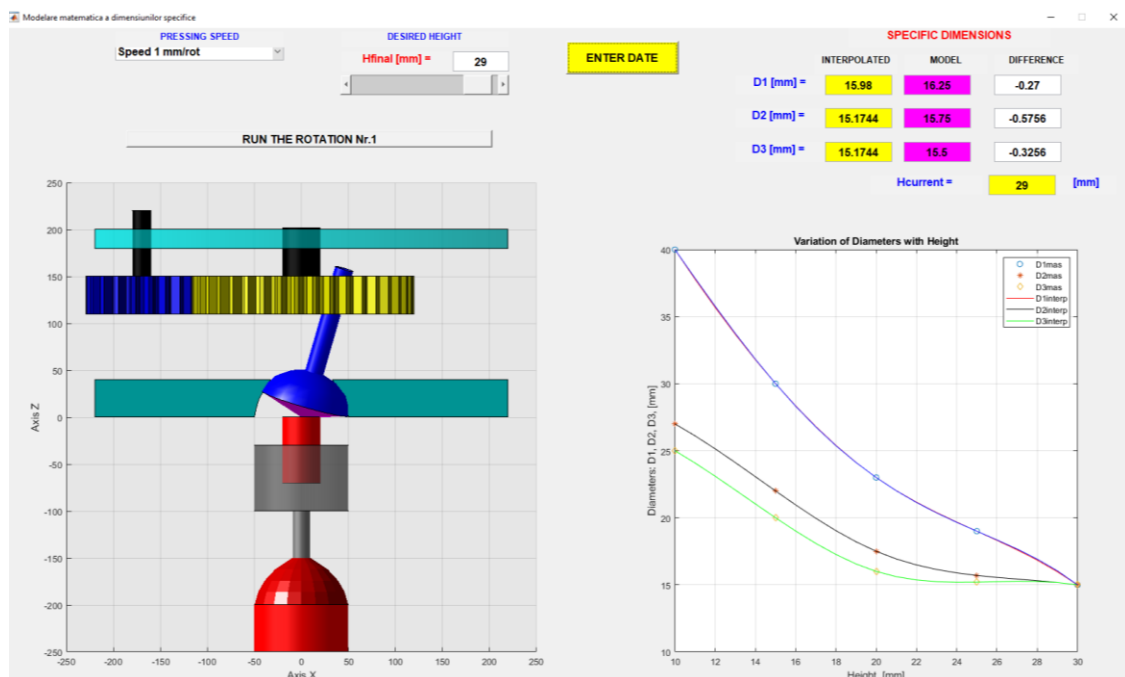 Modelare matematica a dimensiunilor specifice
PRESSING SPEED
Speed 1 mm/rot
DESIRED HEIGHT
Hfinal [mm] = 29
ENTER DATE
RUN THE ROTATION Nr.1
SPECIFIC DIMENSIONS
INTERPOLATED MODEL DIFFERENCE
D1 [mm] = 15.98 16.25 -0.27
D2 [mm] = 15.1744 15.75 -0.5756
D3 [mm] = 15.1744 15.5 -0.3256
Hcurrent = 29 [mm]
250
200
150
100
50
0
-50
-100
-150
-200
-250
Axis Z
-250 -200 -150 -100 -50 0 50 100 150 200 250
Axis X
Variation of Diameters with Height
40
35
30
25
20
15
10
Diameters: D1, D2, D3, [mm]
D1mas
D2mas
D3mas
D1interp
D2interp
D3interp
10 12 14 16 18 20 22 24 26 28 30
Height, [mm]